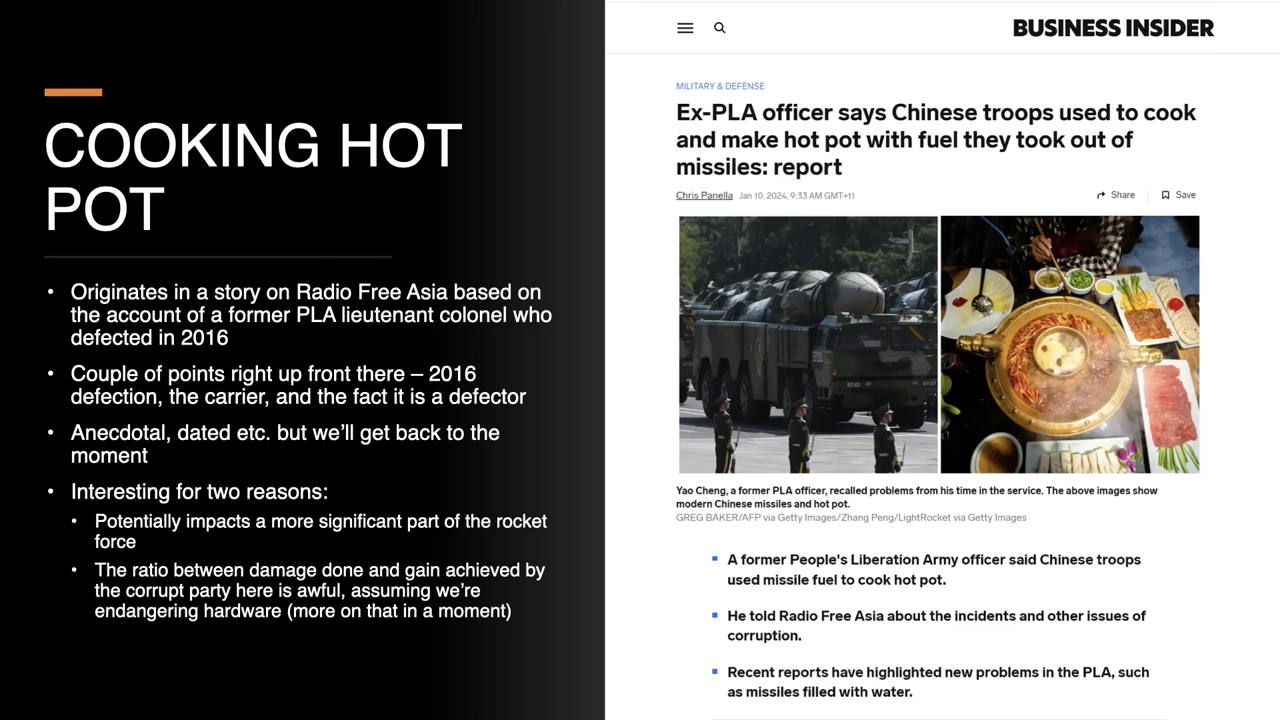 COOKING HOT
POT
• Originates in a story on Radio Free Asia based on
the account of a former PLA lieutenant colonel who
defected in 2016
• Couple of points right up front there – 2016
defection, the carrier, and the fact it is a defector
• Anecdotal, dated etc. but we’ll get back to the
moment
• Interesting for two reasons:
• Potentially impacts a more significant part of the rocket
force
• The ratio between damage done and gain achieved by
the corrupt party here is awful, assuming we’re
endangering hardware (more on that in a moment)
BUSINESS INSIDER
MILITARY & DEFENSE
Ex-PLA officer says Chinese troops used to cook
and make hot pot with fuel they took out of
missiles: report
Chris Panella Jan 10, 2024, 9:33 AM GMT+11
Share Save
Yao Cheng, a former PLA officer, recalled problems from his time in the service. The above images show
modern Chinese missiles and hot pot.
GREG BAKER/AFP via Getty Images/Zhang Peng/LightRocket via Getty Images
A former People's Liberation Army officer said Chinese troops
used missile fuel to cook hot pot.
He told Radio Free Asia about the incidents and other issues of
corruption.
Recent reports have highlighted new problems in the PLA, such
as missiles filled with water.